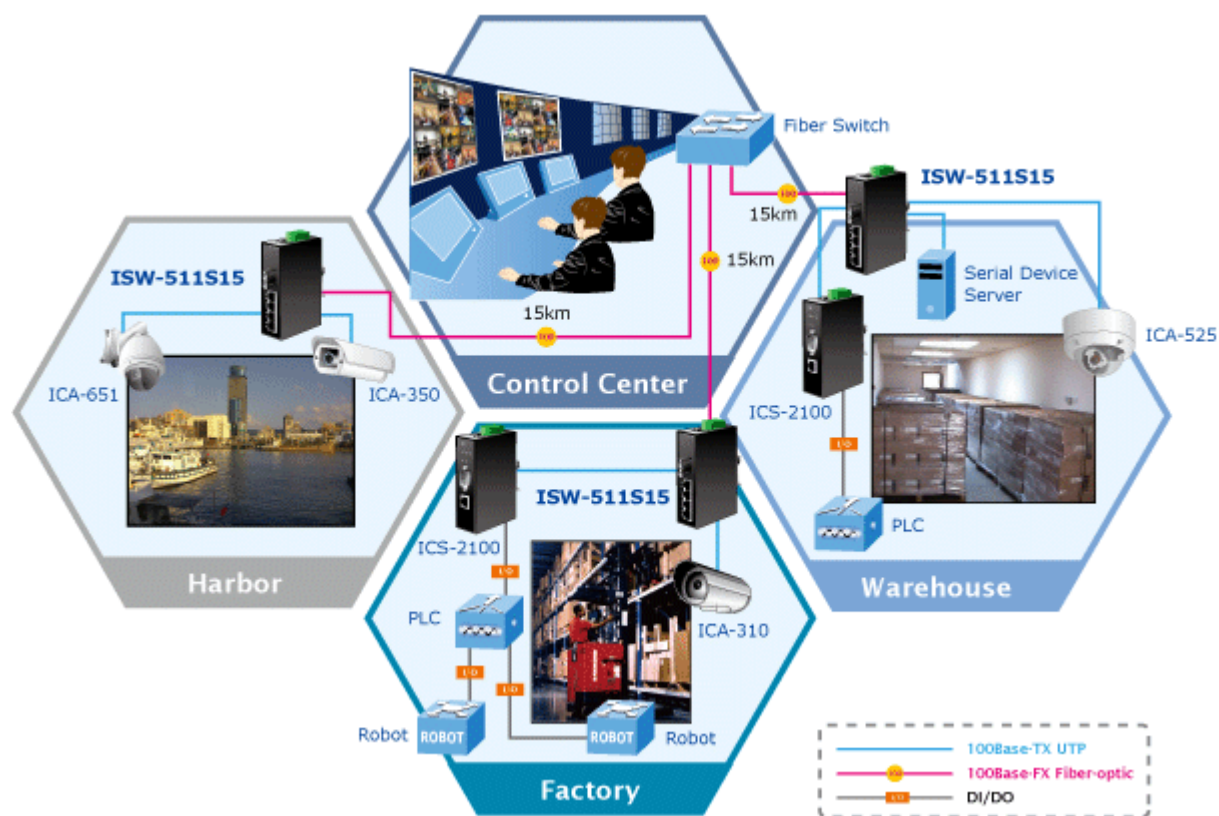 Fiber Switch
ISW-511S15
15km
15km
ISW-511S15
Serial Device
Server
15km
ICA-525
ICA-651
ICA-350
Control Center
ICS-2100
I/O
ISW-511S15
PLC
ICS-2100
Harbor
I/O
Warehouse
PLC
ICA-310
I/O
I/O
Robot
ROBOT
ROBOT
Robot
Factory
100Base-TX UTP
100Base-FX Fiber-optic
I/O
DI/DO